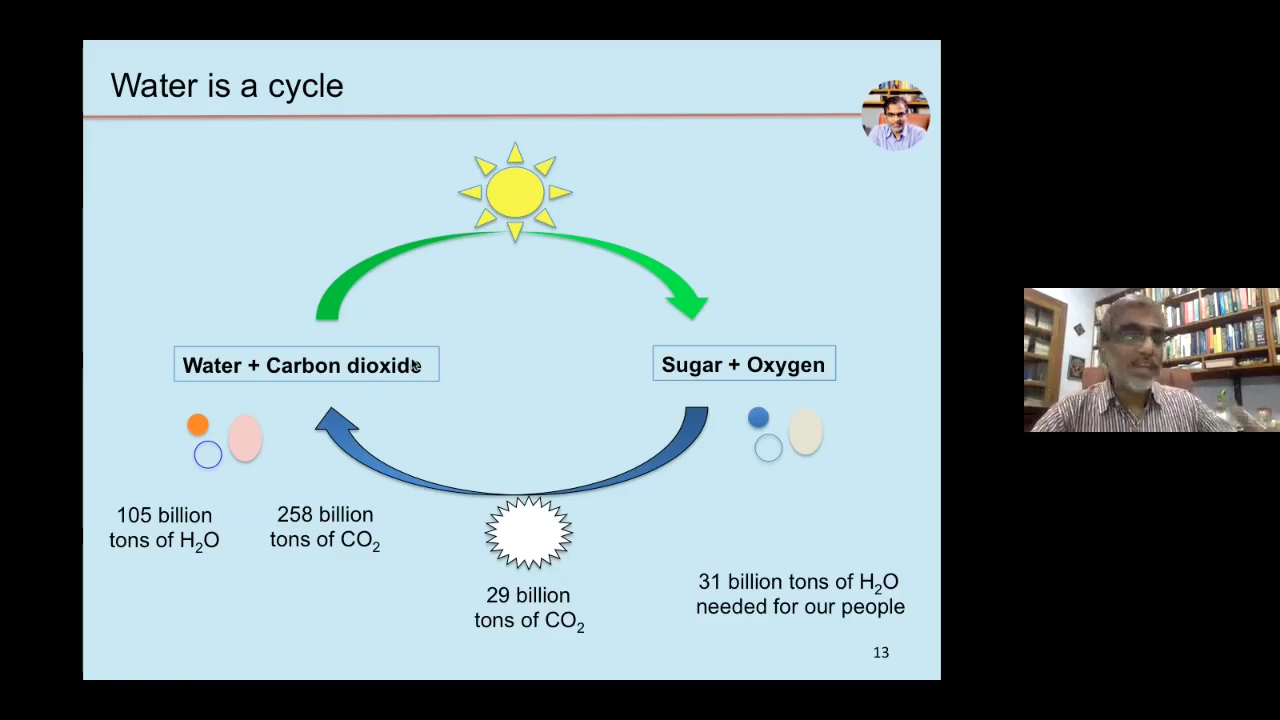 Water is a cycle
Water + Carbon dioxide
Sugar + Oxygen
105 billion
tons of H₂O
258 billion
tons of CO₂
29 billion
tons of CO₂
31 billion tons of H₂O
needed for our people
13